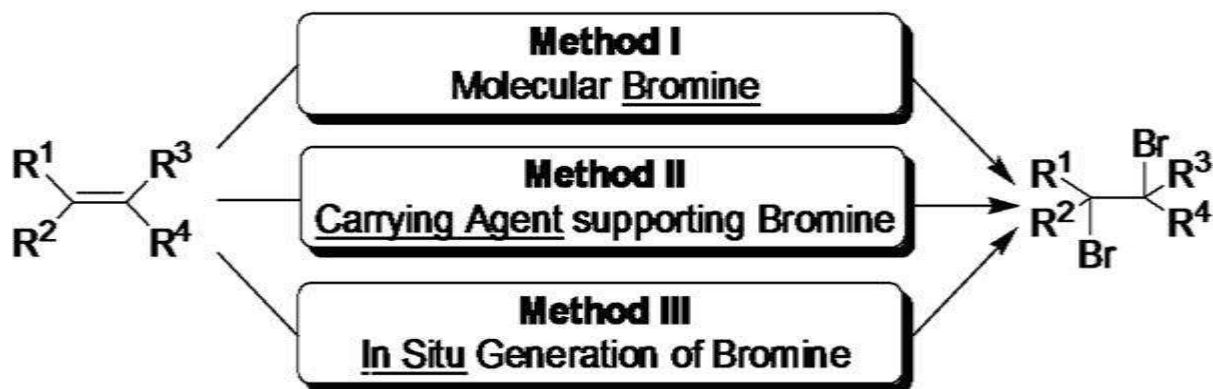 Method I
Molecular Bromine
R¹ R³
R² R⁴
Method II
Carrying Agent supporting Bromine
Br
R¹ R³
R² R⁴
Br
Method III
In Situ Generation of Bromine